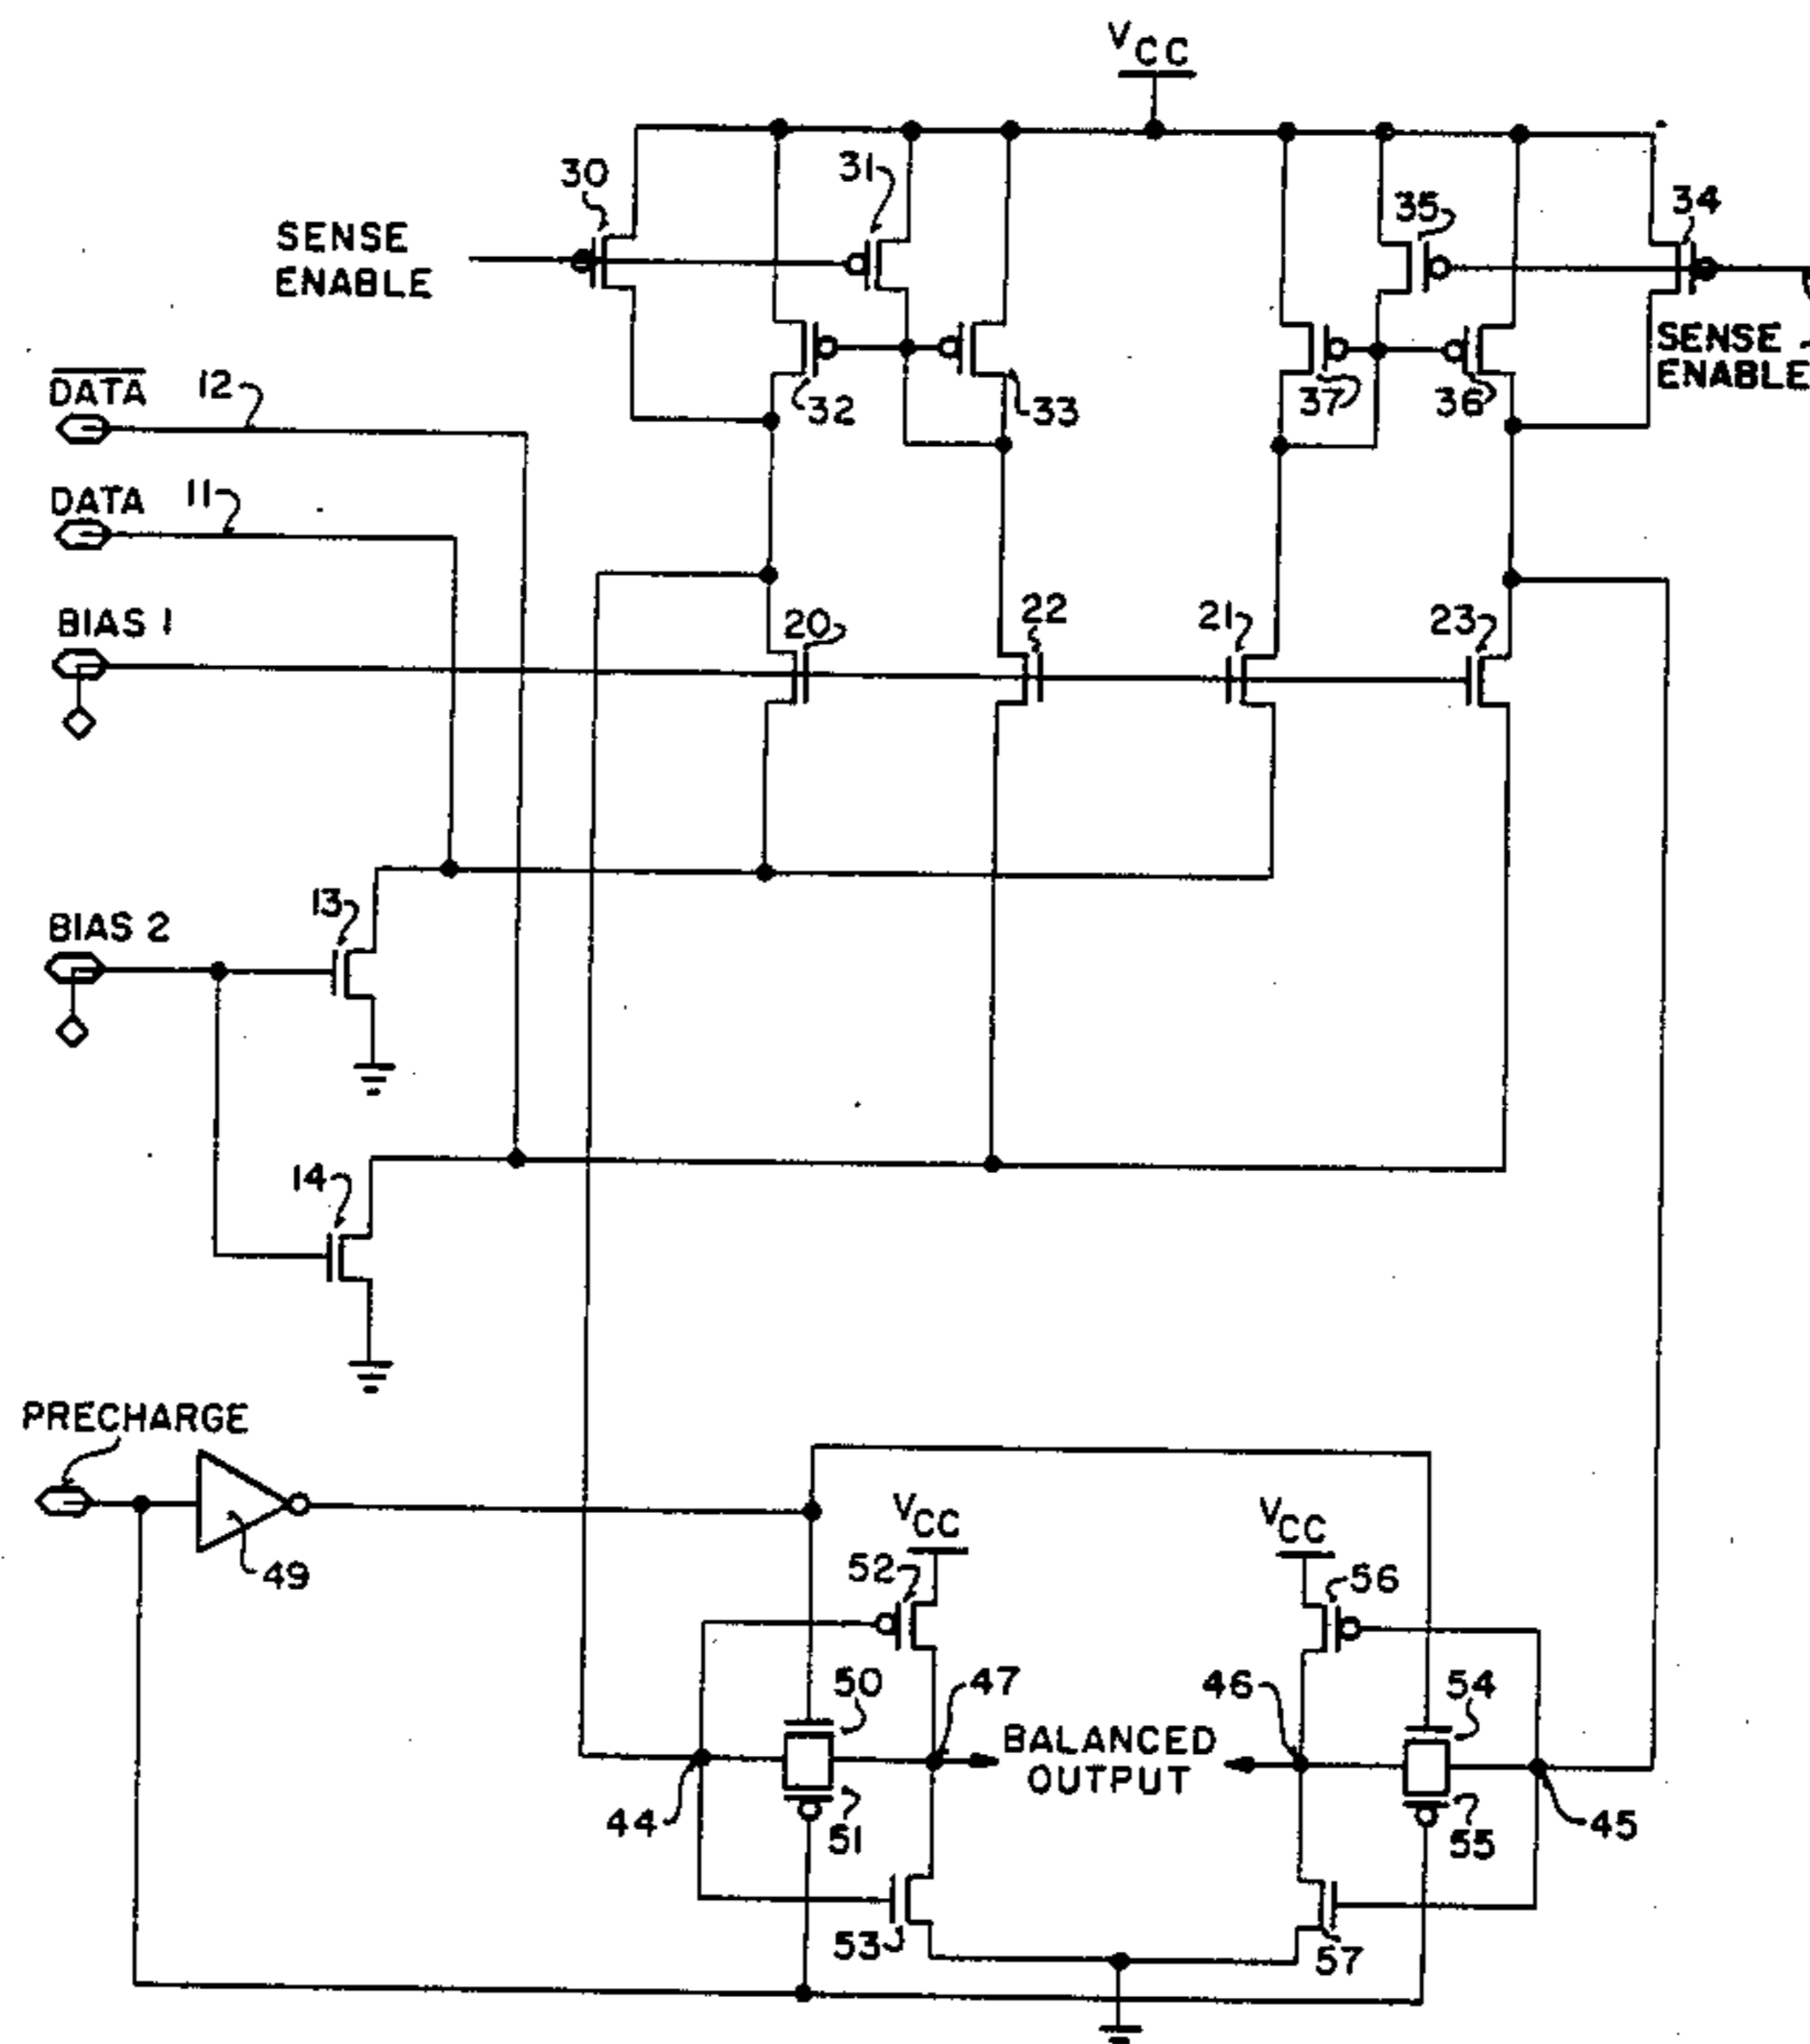 VCC
30
31
35
34
SENSE
ENABLE
32
33
37
36
SENSE
ENABLE
DATA
12
DATA
11
BIAS 1
20
22
21
23
13
BIAS 2
14
PRECHARGE
49
VCC
VCC
52
56
50
47
46
54
BALANCED
OUTPUT
44
51
55
45
53
57